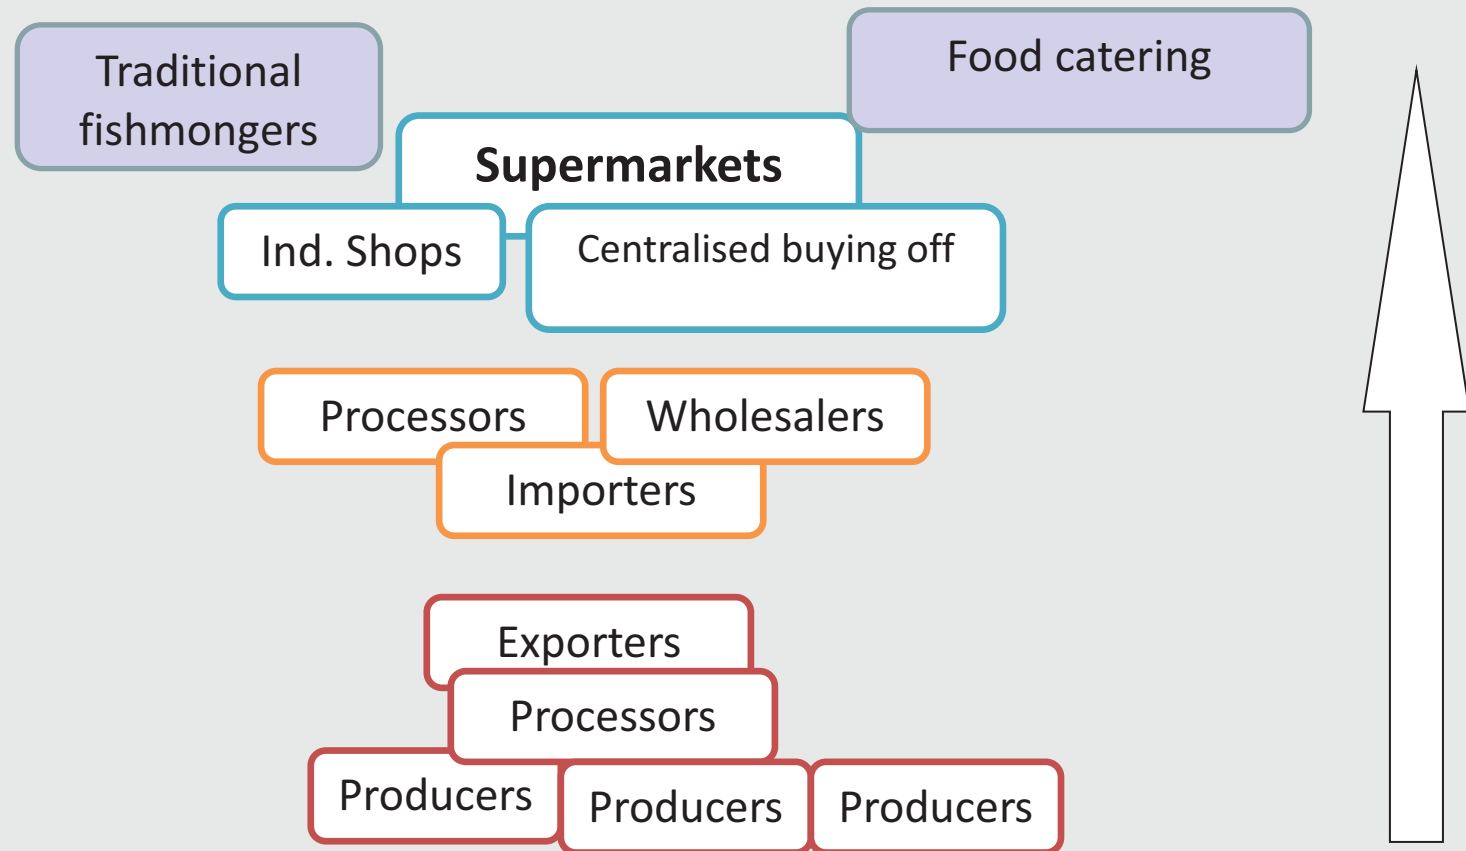 Traditional
fishmongers
Food catering
Supermarkets
Ind. Shops
Centralised buying off
Processors
Wholesalers
Importers
Exporters
Processors
Producers
Producers
Producers